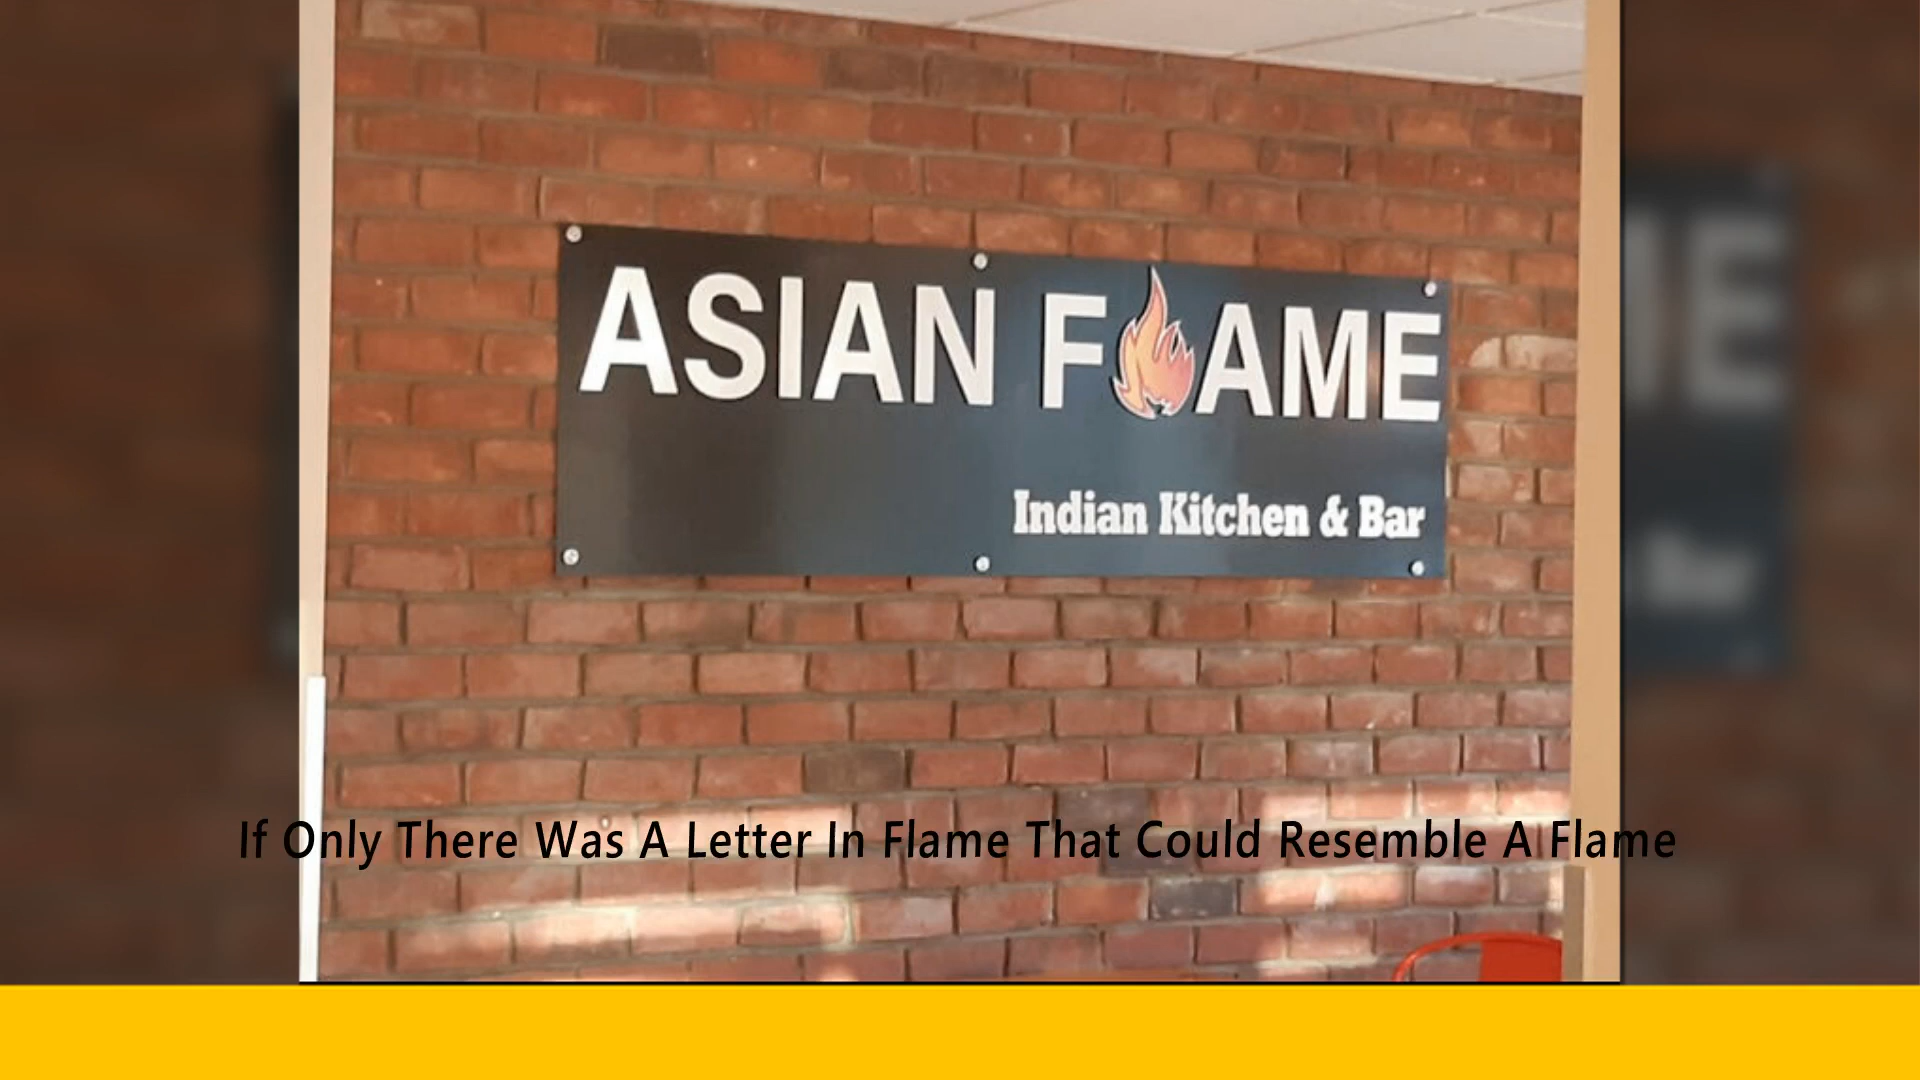 ASIAN F AME
Indian Kitchen & Bar
If Only There Was A Letter In Flame That Could Resemble A Flame